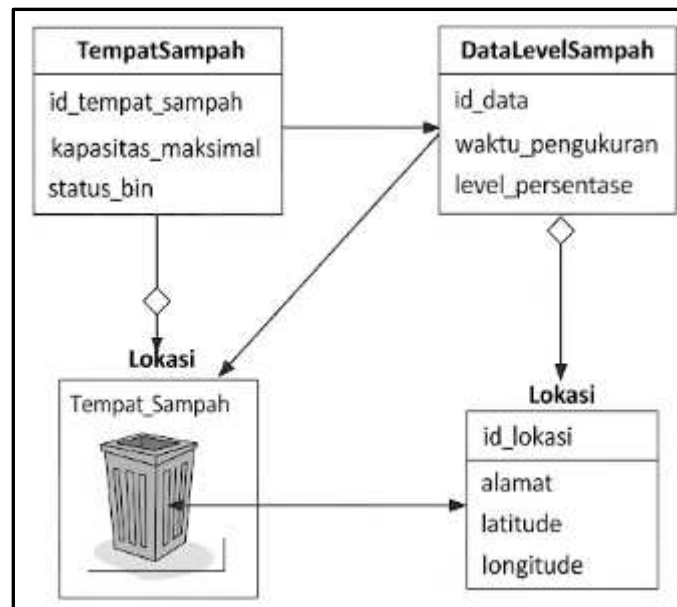 TempatSampah
id_tempat_sampah
kapasitas_maksimal
status_bin
DataLevelSampah
id_data
waktu_pengukuran
level_persentase
Lokasi
Tempat_Sampah
Lokasi
id_lokasi
alamat
latitude
longitude